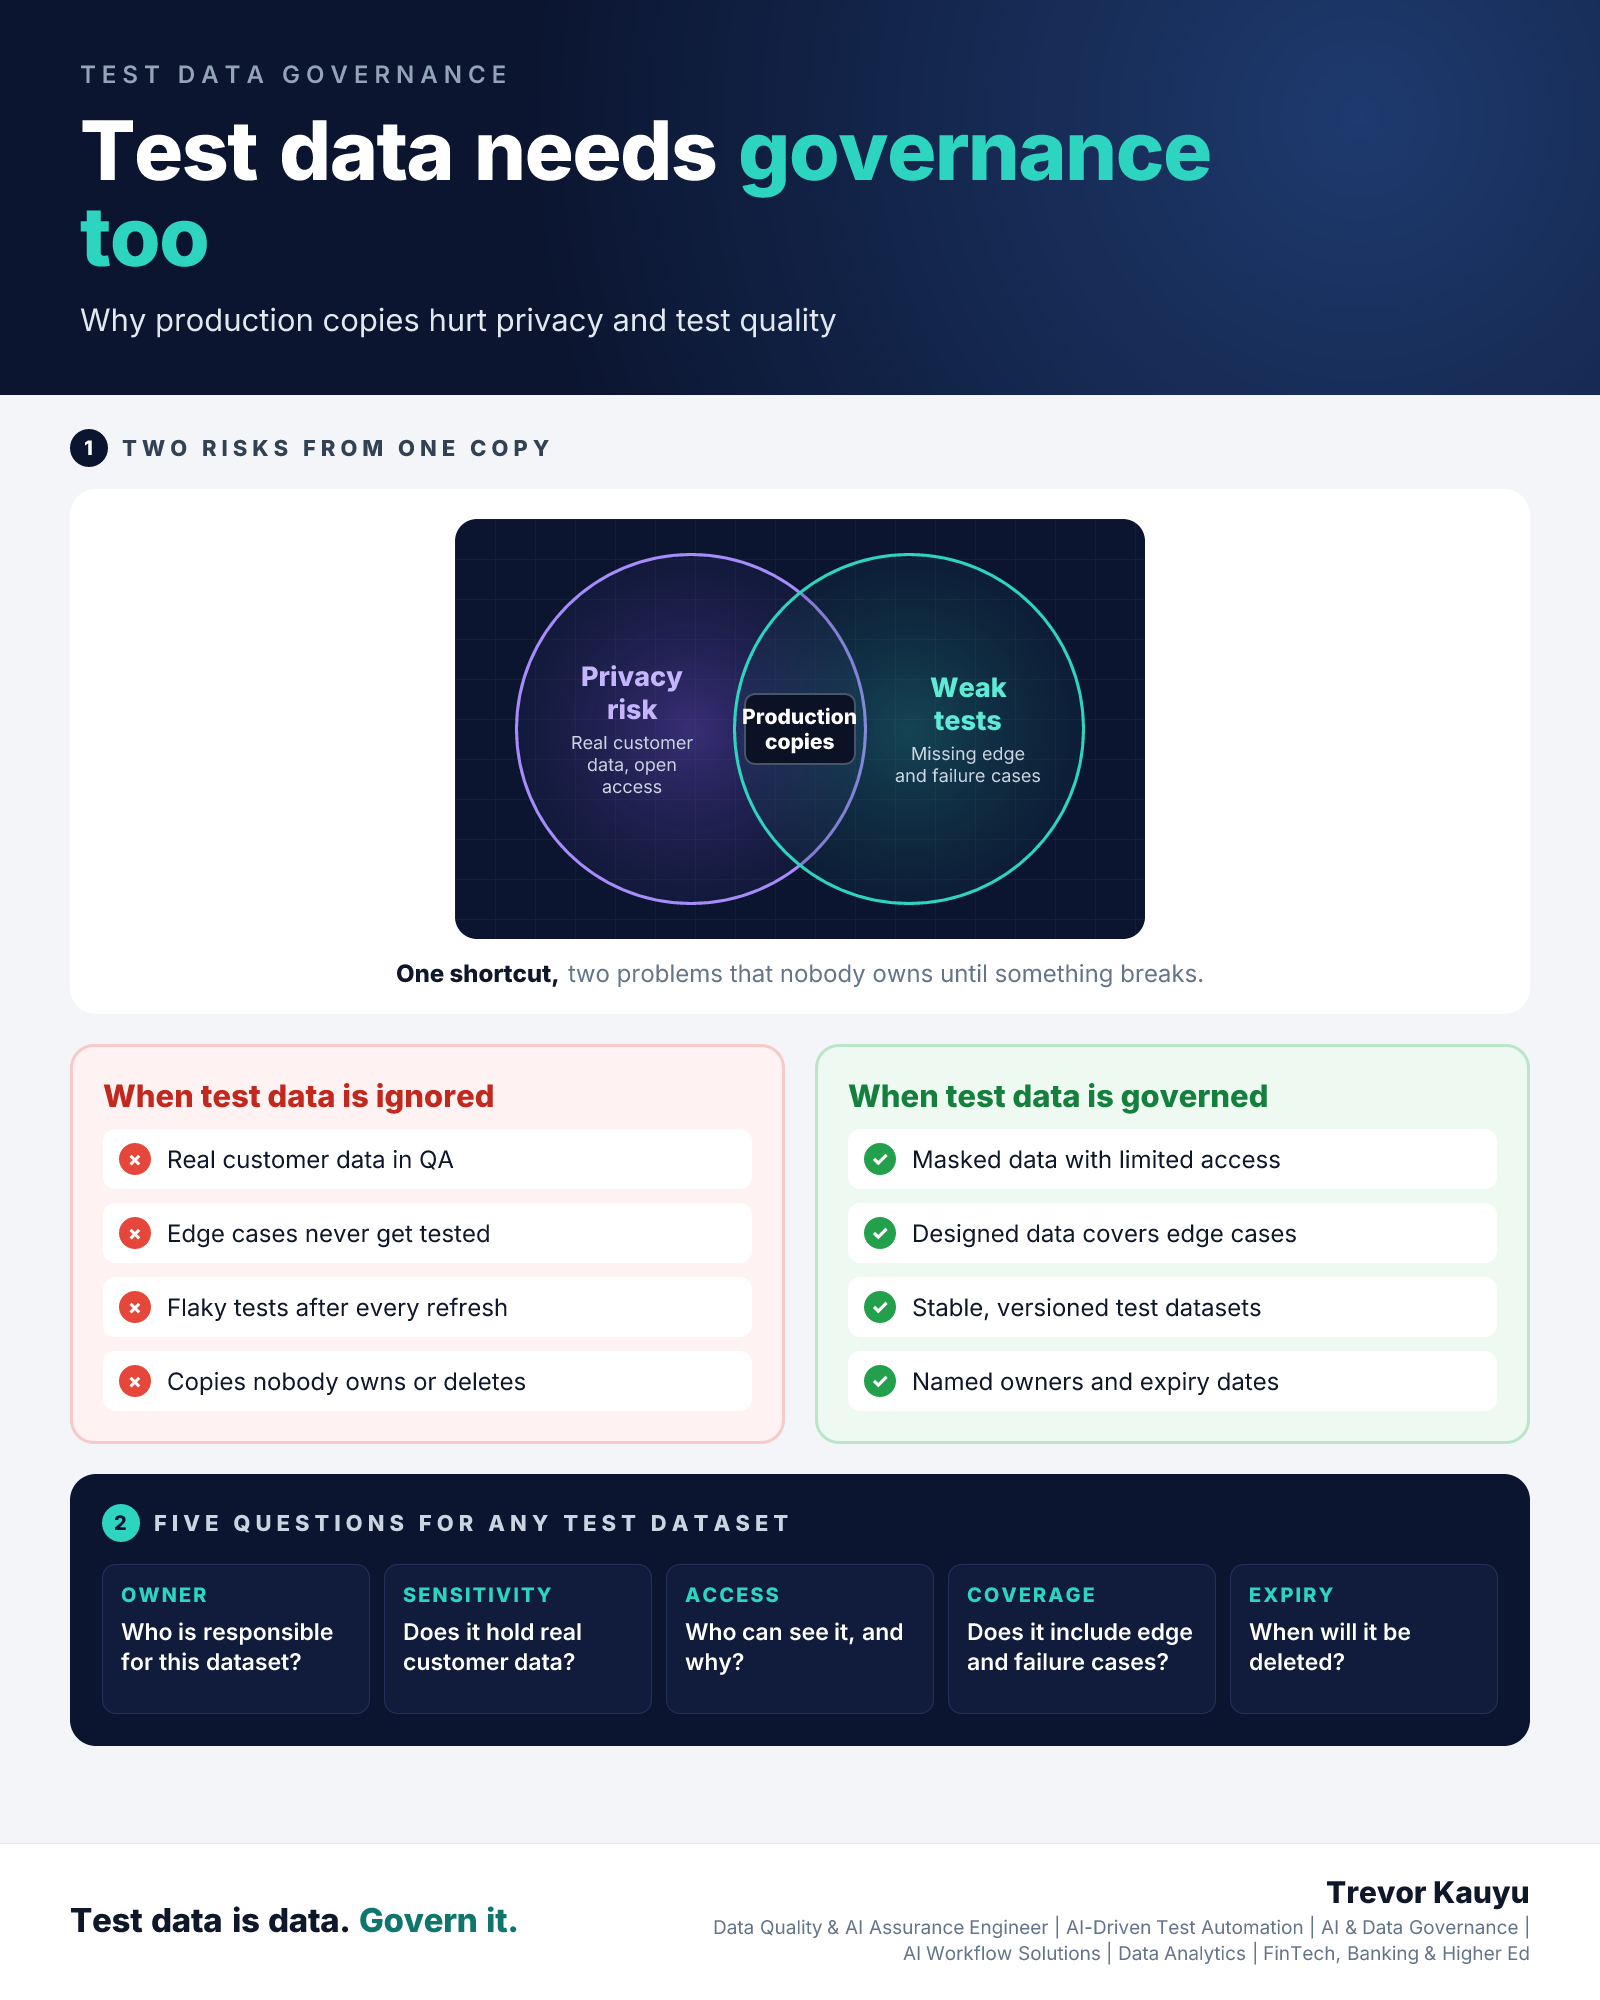 TEST DATA GOVERNANCE
Test data needs governance
too
Why production copies hurt privacy and test quality
1 TWO RISKS FROM ONE COPY
Privacy
risk
Real customer
data, open
access
Production
copies
Weak
tests
Missing edge
and failure cases
One shortcut, two problems that nobody owns until something breaks.
When test data is ignored
Real customer data in QA
Edge cases never get tested
Flaky tests after every refresh
Copies nobody owns or deletes
When test data is governed
Masked data with limited access
Designed data covers edge cases
Stable, versioned test datasets
Named owners and expiry dates
2 FIVE QUESTIONS FOR ANY TEST DATASET
OWNER
Who is responsible
for this dataset?
SENSITIVITY
Does it hold real
customer data?
ACCESS
Who can see it, and
why?
COVERAGE
Does it include edge
and failure cases?
EXPIRY
When will it be
deleted?
Test data is data. Govern it.
Trevor Kauyu
Data Quality & AI Assurance Engineer | AI-Driven Test Automation | AI & Data Governance |
AI Workflow Solutions | Data Analytics | FinTech, Banking & Higher Ed